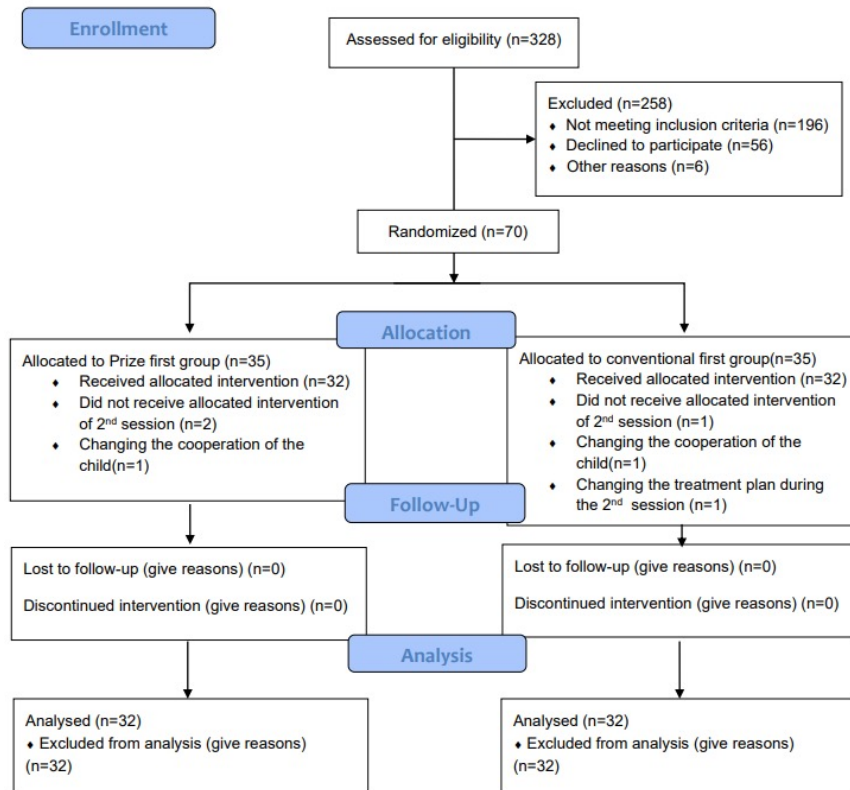 Enrollment
Assessed for eligibility (n=328)
Excluded (n=258)
♦ Not meeting inclusion criteria (n=196)
♦ Declined to participate (n=56)
♦ Other reasons (n=6)
Randomized (n=70)
Allocation
Allocated to Prize first group (n=35)
♦ Received allocated intervention (n=32)
♦ Did not receive allocated intervention
of 2nd session (n=2)
♦ Changing the cooperation of the
child(n=1)
Allocated to conventional first group(n=35)
♦ Received allocated intervention (n=32)
♦ Did not receive allocated intervention
of 2nd session (n=1)
♦ Changing the cooperation of the
child(n=1)
♦ Changing the treatment plan during
the 2nd session (n=1)
Follow-Up
Lost to follow-up (give reasons) (n=0)
Discontinued intervention (give reasons) (n=0)
Lost to follow-up (give reasons) (n=0)
Discontinued intervention (give reasons) (n=0)
Analysis
Analysed (n=32)
♦ Excluded from analysis (give reasons)
(n=32)
Analysed (n=32)
♦ Excluded from analysis (give reasons)
(n=32)